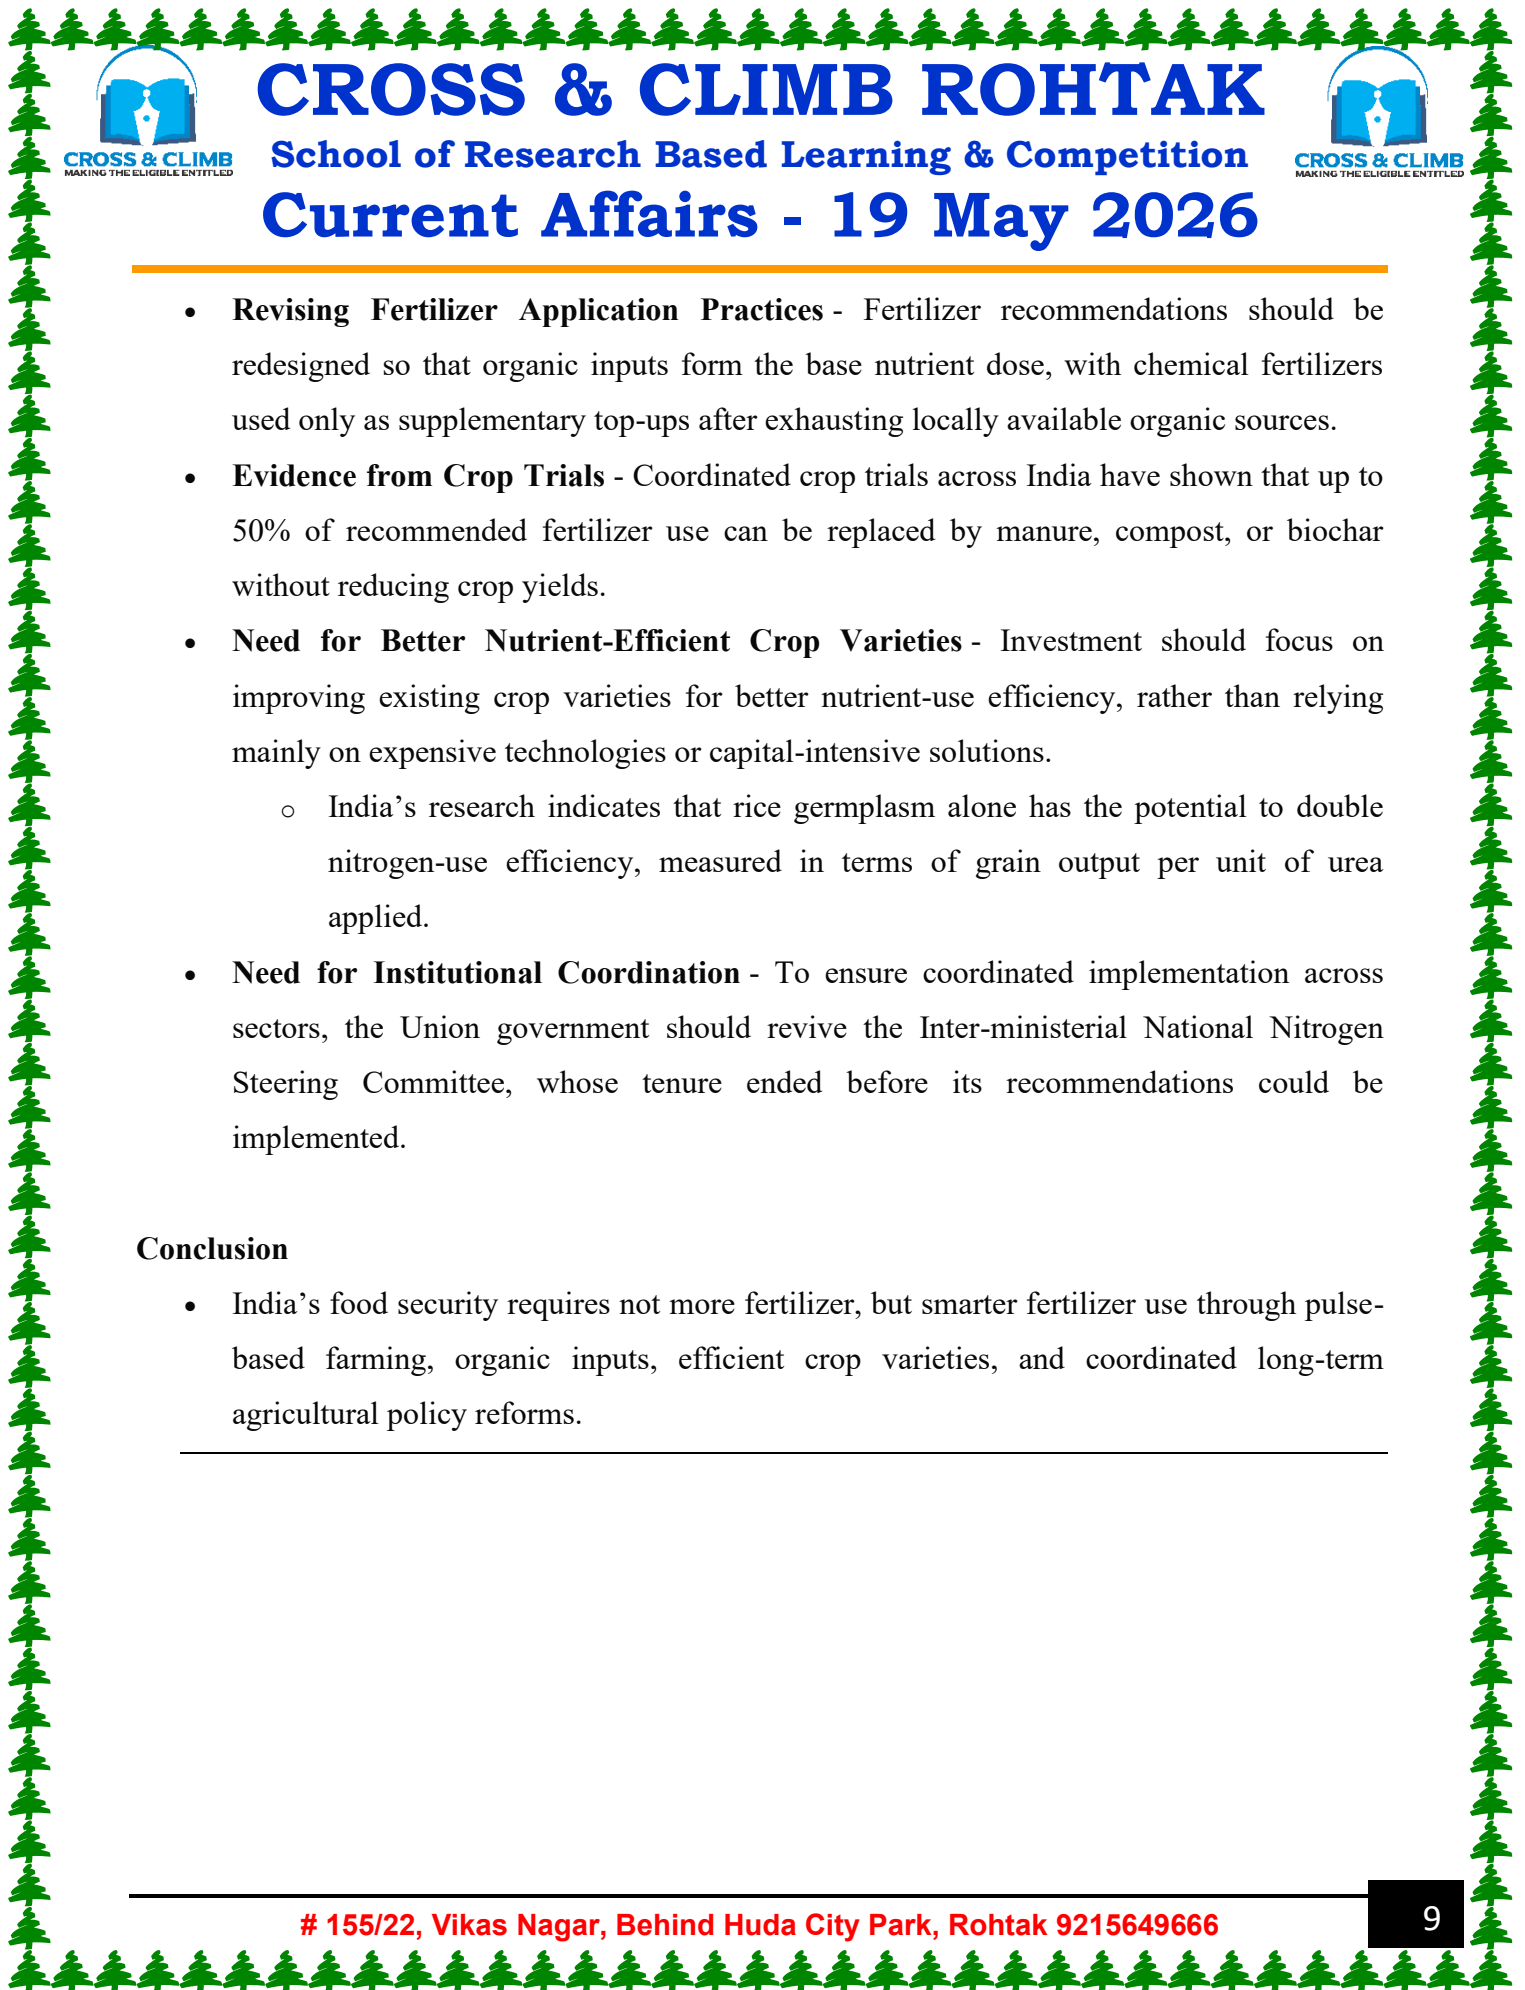 CROSS & CLIMB ROHTAK
School of Research Based Learning & Competition
Current Affairs - 19 May 2026
CROSS & CLIMB
MAKING THE ELIGIBLE ENTITLED
CROSS & CLIMB
MAKING THE ELIGIBLE ENTITLED
• Revising Fertilizer Application Practices - Fertilizer recommendations should be
redesigned so that organic inputs form the base nutrient dose, with chemical fertilizers
used only as supplementary top-ups after exhausting locally available organic sources.
• Evidence from Crop Trials - Coordinated crop trials across India have shown that up to
50% of recommended fertilizer use can be replaced by manure, compost, or biochar
without reducing crop yields.
• Need for Better Nutrient-Efficient Crop Varieties - Investment should focus on
improving existing crop varieties for better nutrient-use efficiency, rather than relying
mainly on expensive technologies or capital-intensive solutions.
○ India’s research indicates that rice germplasm alone has the potential to double
nitrogen-use efficiency, measured in terms of grain output per unit of urea
applied.
• Need for Institutional Coordination - To ensure coordinated implementation across
sectors, the Union government should revive the Inter-ministerial National Nitrogen
Steering Committee, whose tenure ended before its recommendations could be
implemented.
Conclusion
• India’s food security requires not more fertilizer, but smarter fertilizer use through pulse-
based farming, organic inputs, efficient crop varieties, and coordinated long-term
agricultural policy reforms.
# 155/22, Vikas Nagar, Behind Huda City Park, Rohtak 9215649666
9